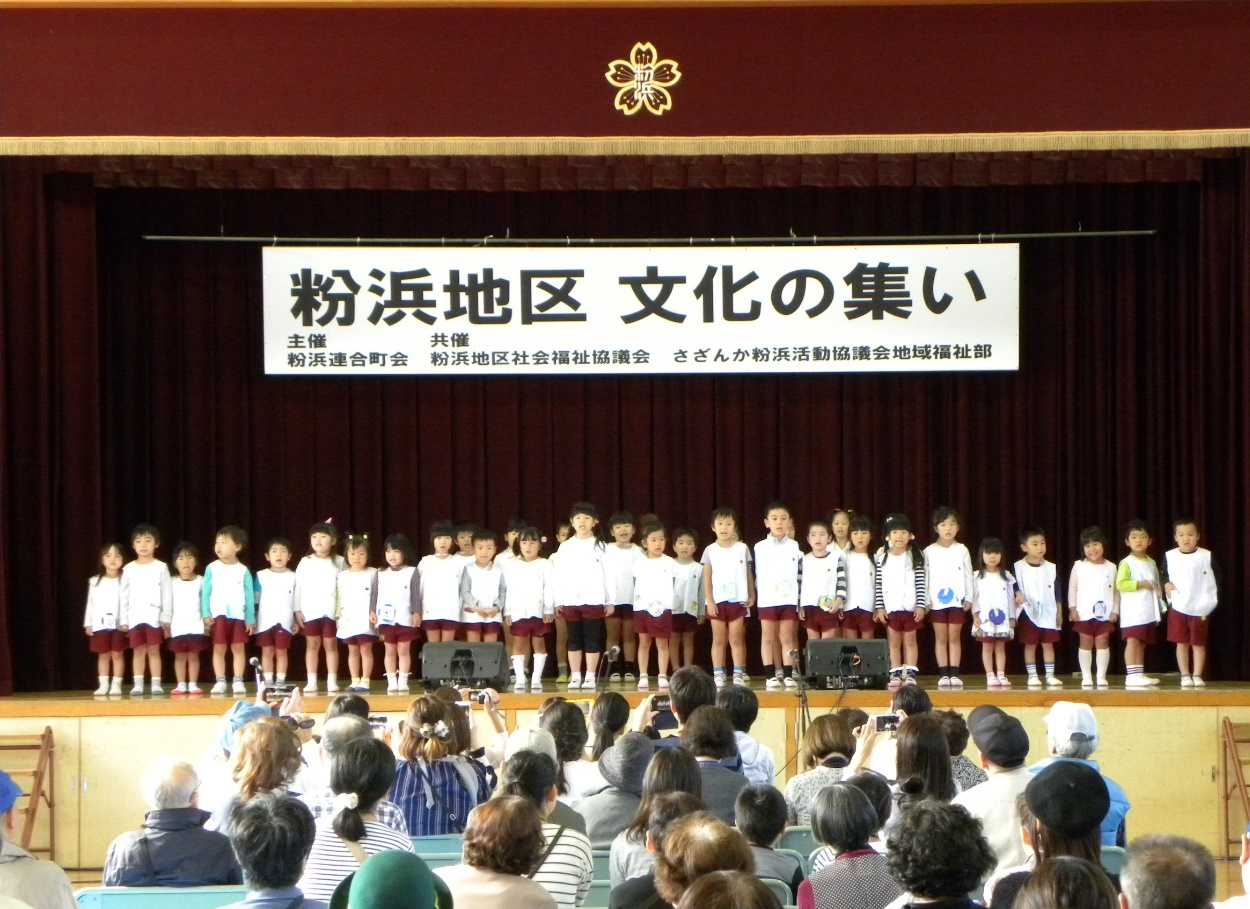 粉浜
粉浜地区 文化の集い
主催 共催
粉浜連合町会 粉浜地区社会福祉協議会 さざんか粉浜活動協議会地域福祉部